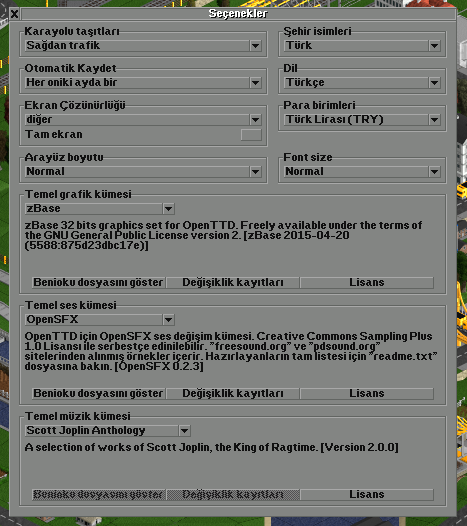 Seçenekler
Karayolu taşıtları
Sağdan trafik
Şehir isimleri
Türk
Otomatik Kaydet
Her oniki ayda bir
Dil
Türkçe
Ekran Çözünürlüğü
diğer
Tam ekran
Para birimleri
Türk Lirası (TRY)
Arayüz boyutu
Normal
Font size
Normal
Temel grafik kümesi
zBase
zBase 32 bits graphics set for OpenTTD. Freely available under the terms of
the GNU General Public License version 2. [zBase 2015-04-20
(5588:875d23dbc17e)]
Benioku dosyasını göster Değişiklik kayıtları Lisans
Temel ses kümesi
OpenSFX
OpenTTD için OpenSFX ses değişim kümesi. Creative Commons Sampling Plus
1.0 Lisansı ile serbestçe edinilebilir. "freesound.org" ve "pdsound.org"
sitelerinden alınmış örnekler içerir. Hazırlayanların tam listesi için "readme.txt"
dosyasına bakın. [OpenSFX 0.2.3]
Benioku dosyasını göster Değişiklik kayıtları Lisans
Temel müzik kümesi
Scott Joplin Anthology
A selection of works of Scott Joplin, the King of Ragtime. [Version 2.0.0]
Benioku dosyasını göster Değişiklik kayıtları Lisans